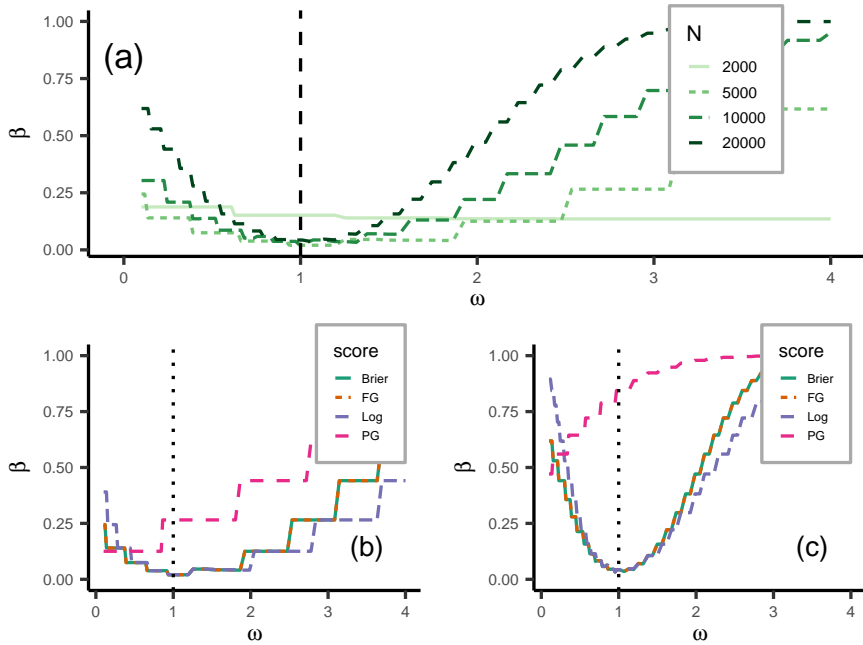 (a)
N
2000
5000
10000
20000
1.00
0.75
0.50
0.25
0.00
β
0 1 2 3 4
ω
(b)
score
Brier
FG
Log
PG
1.00
0.75
0.50
0.25
0.00
β
0 1 2 3 4
ω
(c)
score
Brier
FG
Log
PG
1.00
0.75
0.50
0.25
0.00
β
0 1 2 3 4
ω